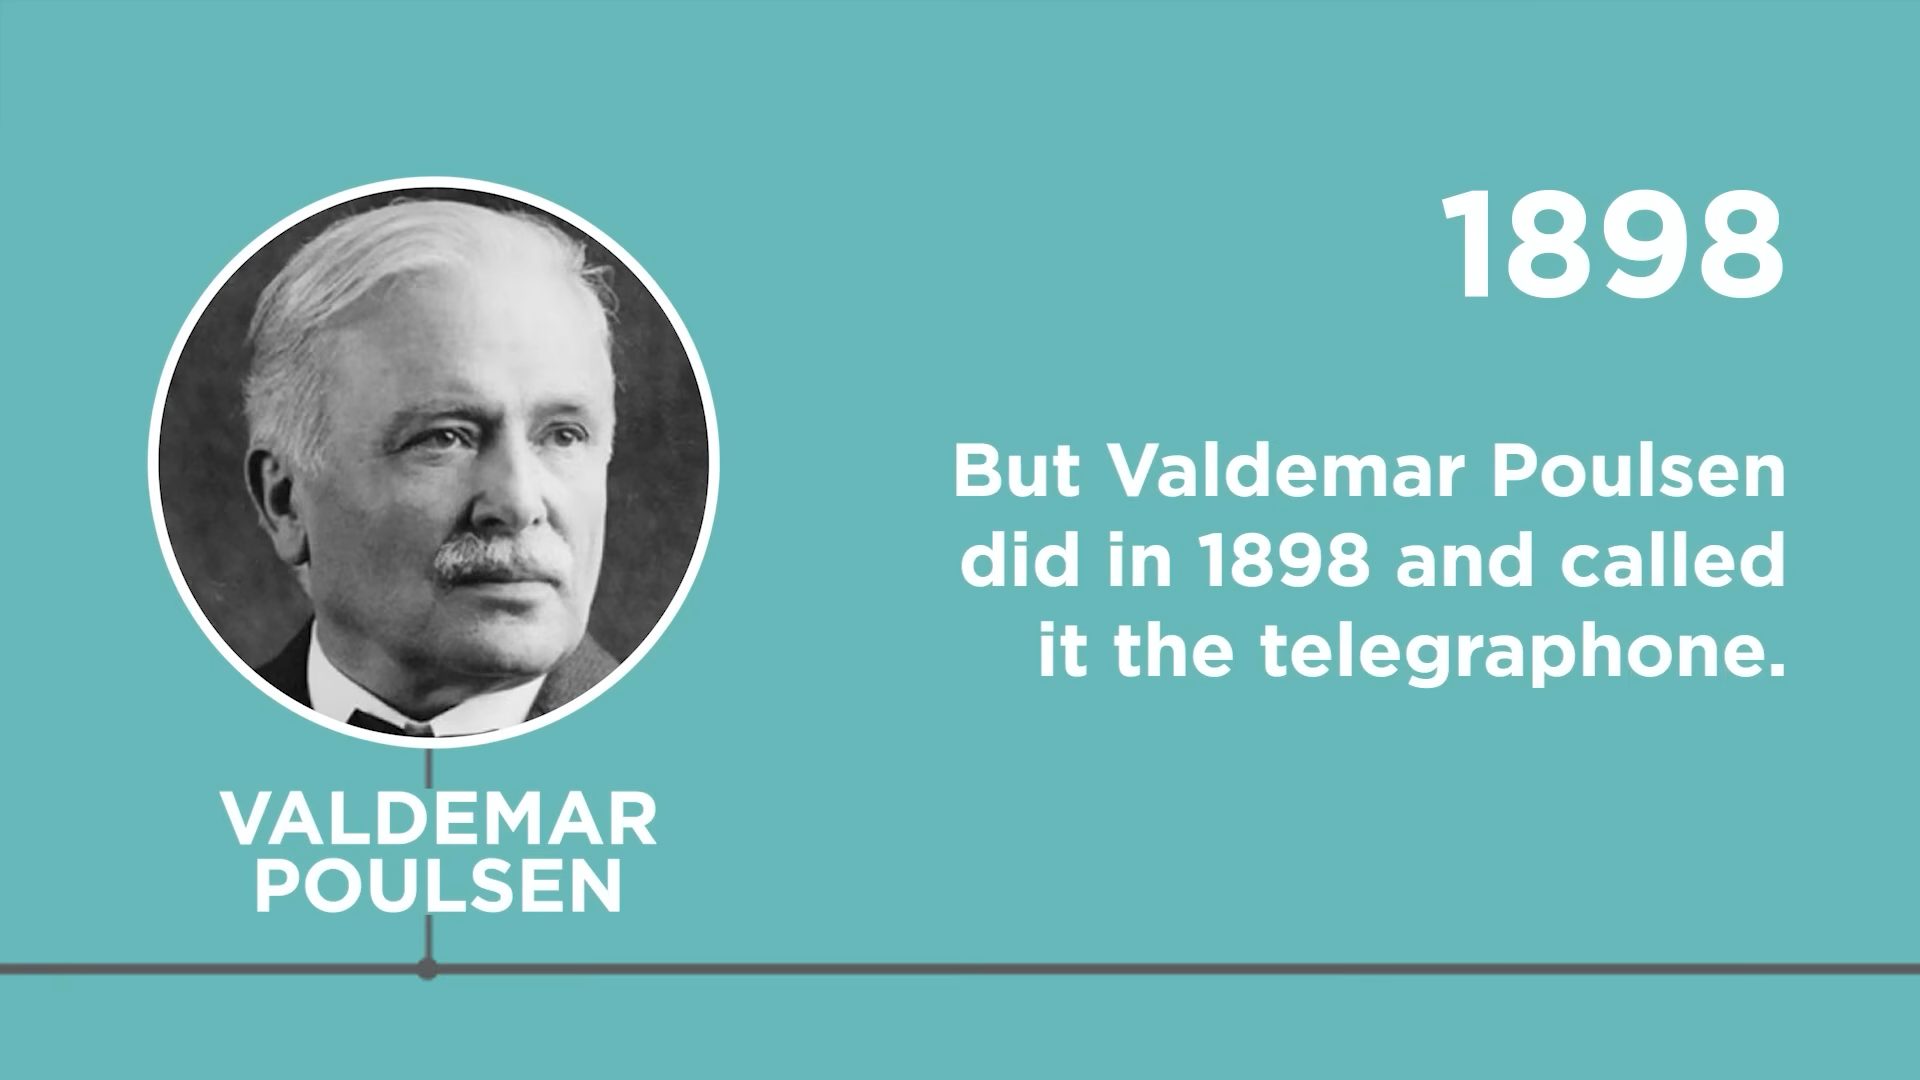 1898
But Valdemar Poulsen
did in 1898 and called
it the telegraphone.
VALDEMAR
POULSEN